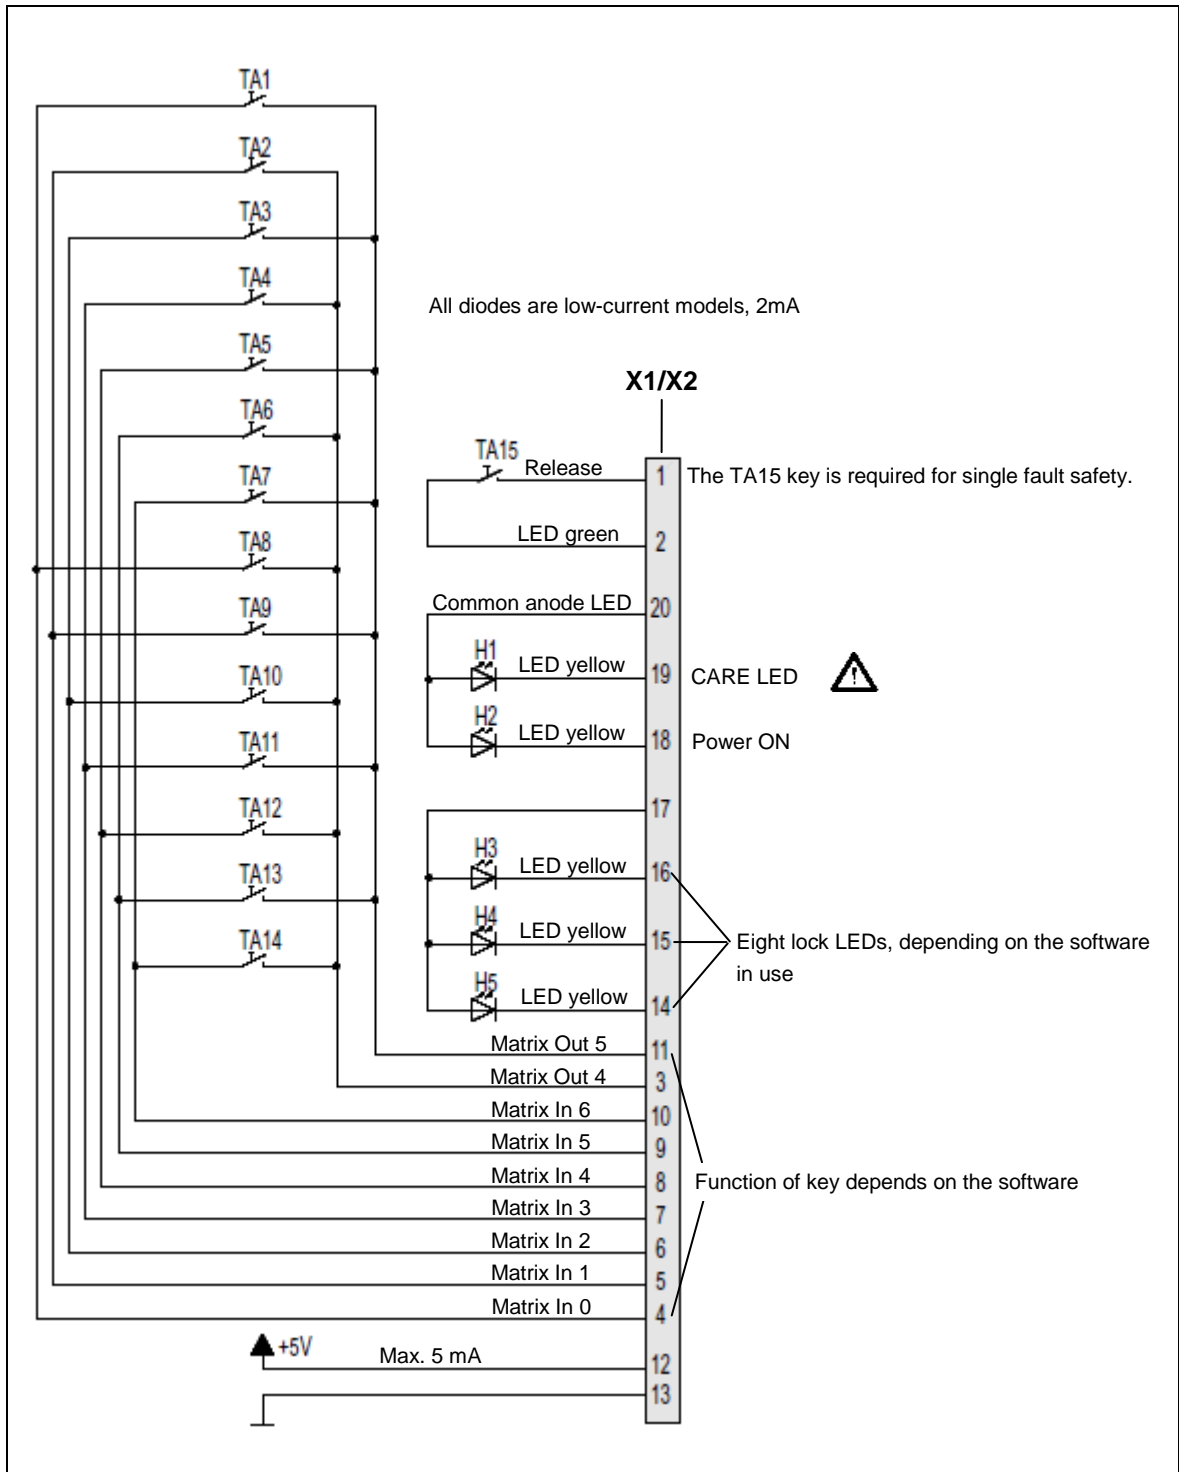 TA1
TA2
TA3
TA4
TA5
TA6
TA7
TA8
TA9
TA10
TA11
TA12
TA13
TA14
All diodes are low-current models, 2mA
X1/X2
TA15
Release
1
The TA15 key is required for single fault safety.
LED green
2
Common anode LED
20
H1
LED yellow
19
CARE LED
!
H2
LED yellow
18
Power ON
17
H3
LED yellow
16
H4
LED yellow
15
Eight lock LEDs, depending on the software
in use
H5
LED yellow
14
Matrix Out 5
11
Matrix Out 4
3
Matrix In 6
10
Matrix In 5
9
Matrix In 4
8
Function of key depends on the software
Matrix In 3
7
Matrix In 2
6
Matrix In 1
5
Matrix In 0
4
+5V
Max. 5 mA
12
13